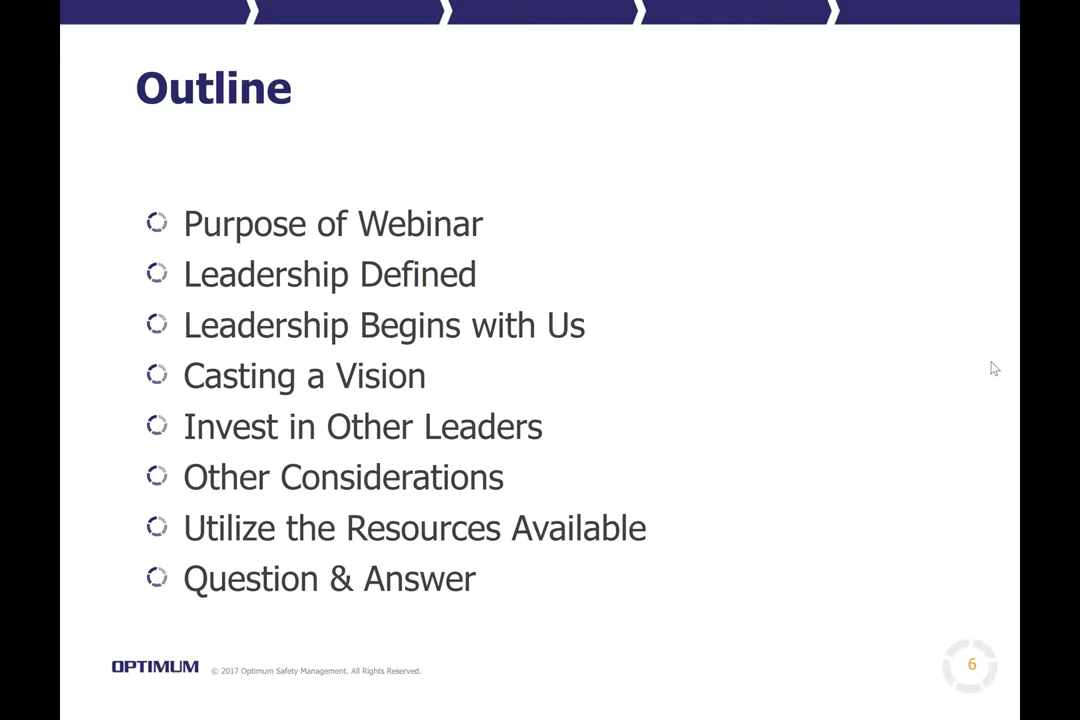 Outline
Purpose of Webinar
Leadership Defined
Leadership Begins with Us
Casting a Vision
Invest in Other Leaders
Other Considerations
Utilize the Resources Available
Question & Answer
OPTIMUM © 2017 Optimum Safety Management. All Rights Reserved.
6